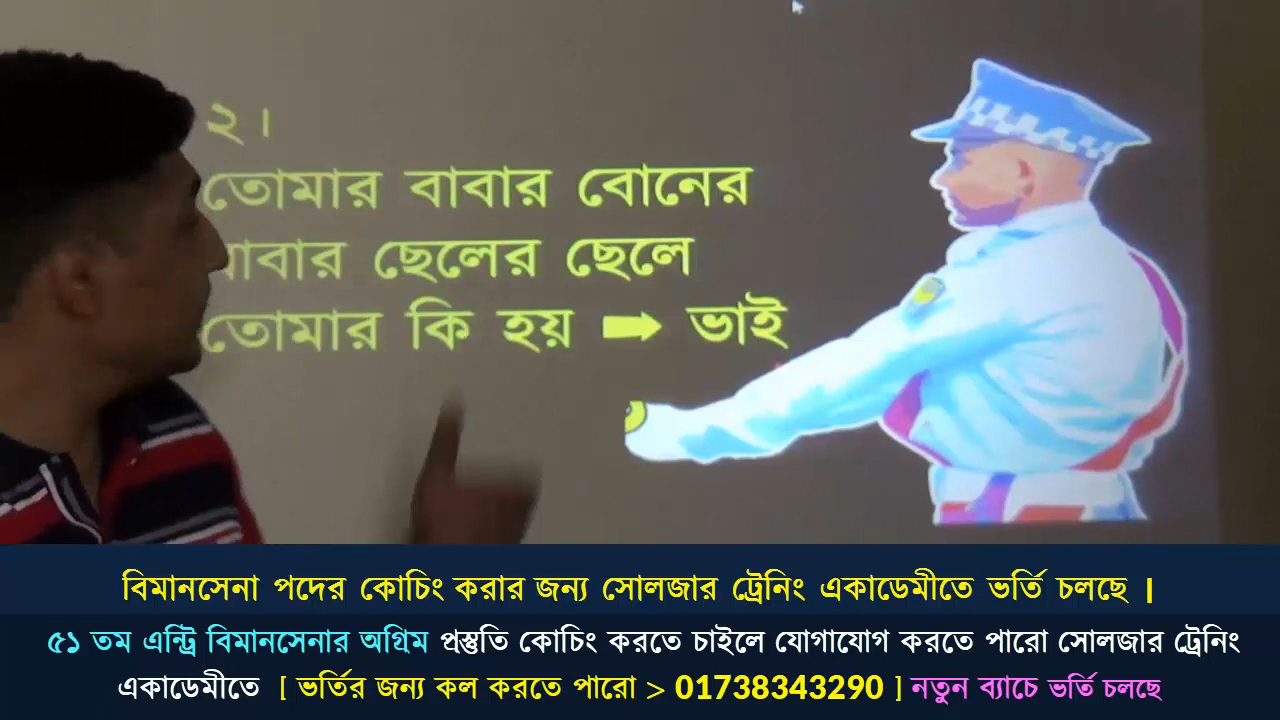 ২।
তোমার বাবার বোনের
বাবার ছেলের ছেলে
তোমার কি হয় ➡ ভাই
বিমানসেনা পদের কোচিং করার জন্য সোলজার ট্রেনিং একাডেমীতে ভর্তি চলছে ।
৫১ তম এন্ট্রি বিমানসেনার অগ্রিম প্রস্তুতি কোচিং করতে চাইলে যোগাযোগ করতে পারো সোলজার ট্রেনিং
একাডেমীতে [ ভর্তির জন্য কল করতে পারো > 01738343290 ] নতুন ব্যাচে ভর্তি চলছে